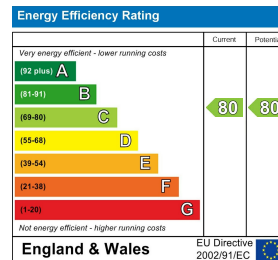 Energy Efficiency Rating
Current Potentia
Very energy efficient - lower running costs
(92 plus) A
(81-91) B
(69-80) C
80 80
(55-68) D
(39-54) E
(21-38) F
(1-20) G
Not energy efficient - higher running costs
England & Wales
EU Directive
2002/91/EC